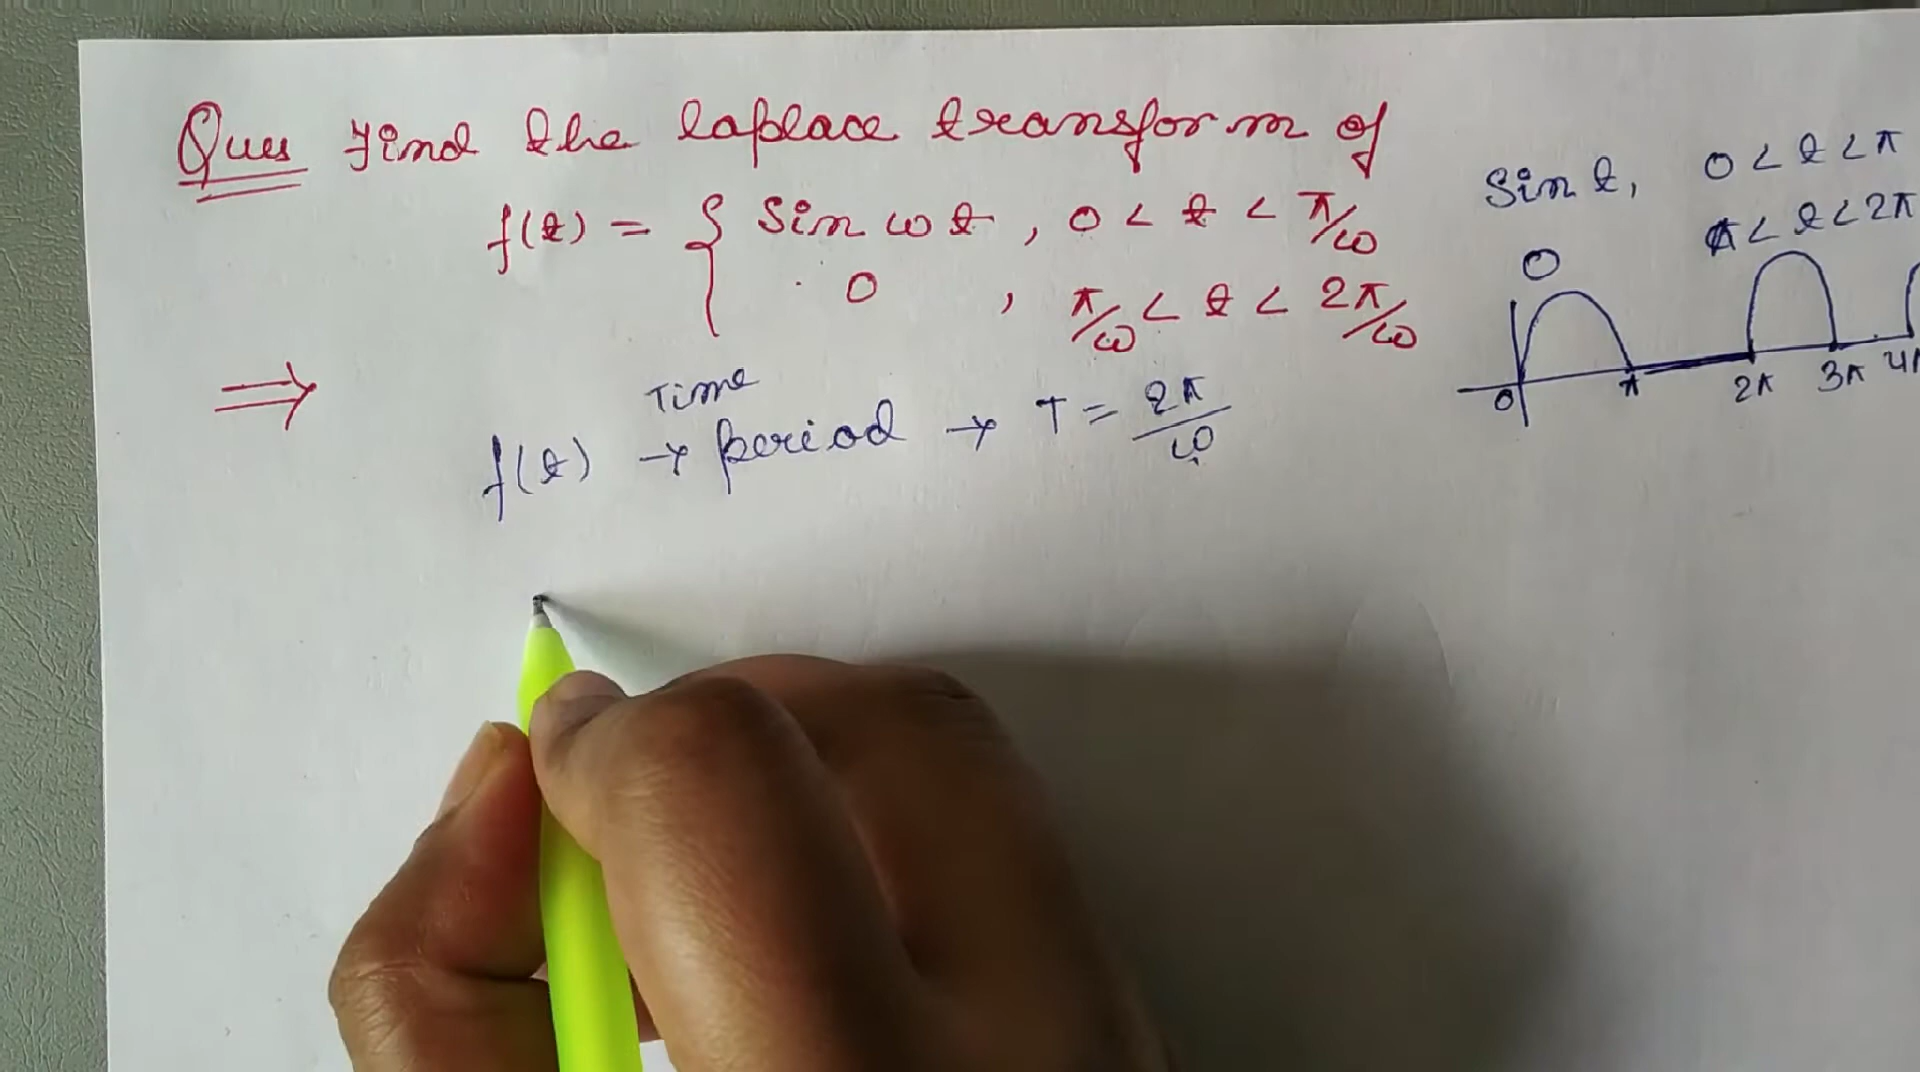 Ques Find the laplace transform of
f(t) = { Sin ωt , 0 < t < π/ω
0 , π/ω < t < 2π/ω
Sin t, 0 < t < π
0 π < t < 2π
0 π 2π 3π 4π
⇒
Time
f(t) → period → T = 2π/ω